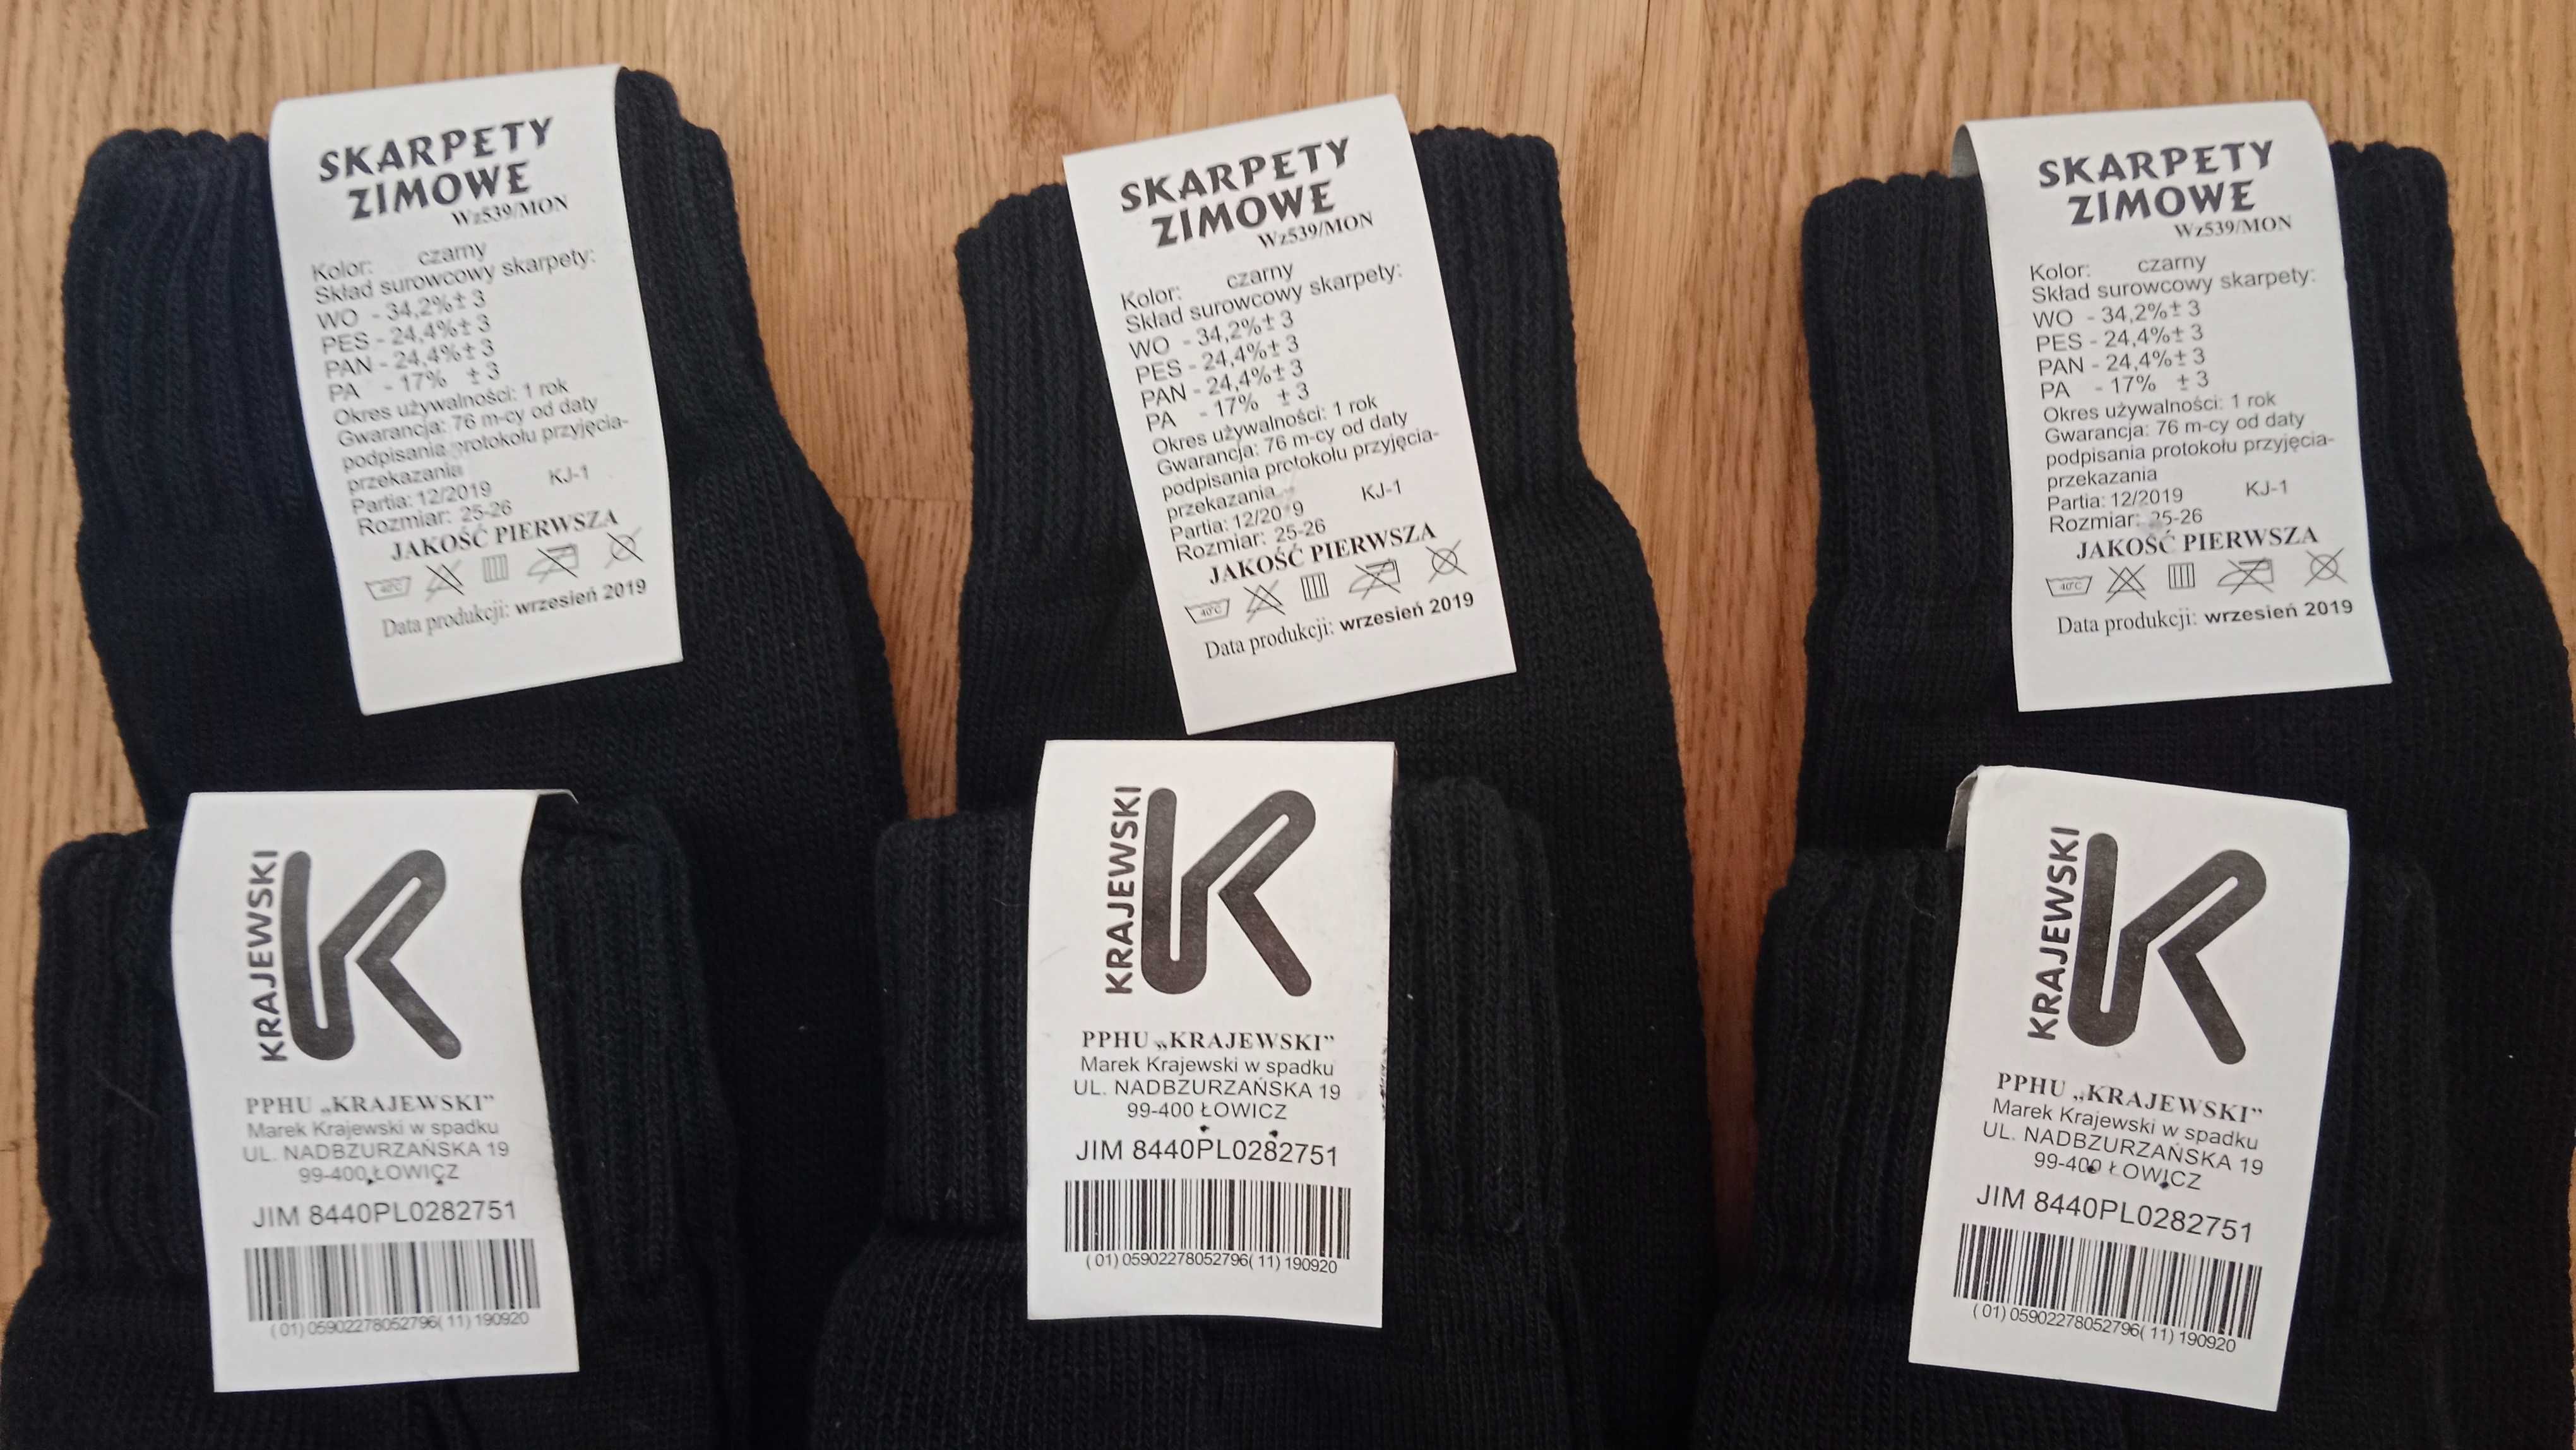 SKARPETY
ZIMOWE
Wz539/MON
Kolor: czarny
Skład surowcowy skarpety:
WO - 34,2%± 3
PES - 24,4%± 3
PAN - 24,4%± 3
PA - 17% ± 3
Okres używalności: 1 rok
Gwarancja: 76 m-cy od daty
podpisania protokołu przyjęcia-
przekazania
Partia: 12/2019 KJ-1
Rozmiar: 25-26
JAKOŚĆ PIERWSZA
40°C
Data produkcji: wrzesień 2019
SKARPETY
ZIMOWE
Wz539/MON
Kolor: czarny
Skład surowcowy skarpety:
WO - 34,2%± 3
PES - 24,4%± 3
PAN - 24,4%± 3
PA - 17% ± 3
Okres używalności: 1 rok
Gwarancja: 76 m-cy od daty
podpisania protokołu przyjęcia-
przekazania
Partia: 12/2019 KJ-1
Rozmiar: 25-26
JAKOŚĆ PIERWSZA
40°C
Data produkcji: wrzesień 2019
SKARPETY
ZIMOWE
Wz539/MON
Kolor: czarny
Skład surowcowy skarpety:
WO - 34,2%± 3
PES - 24,4%± 3
PAN - 24,4%± 3
PA - 17% ± 3
Okres używalności: 1 rok
Gwarancja: 76 m-cy od daty
podpisania protokołu przyjęcia-
przekazania
Partia: 12/2019 KJ-1
Rozmiar: 25-26
JAKOŚĆ PIERWSZA
40°C
Data produkcji: wrzesień 2019
KRAJEWSKI
K
PPHU „KRAJEWSKI”
Marek Krajewski w spadku
UL. NADBZURZAŃSKA 19
99-400 ŁOWICZ
JIM 8440PL0282751
( 01) 05902278052796( 11) 190920
KRAJEWSKI
K
PPHU „KRAJEWSKI”
Marek Krajewski w spadku
UL. NADBZURZAŃSKA 19
99-400 ŁOWICZ
JIM 8440PL0282751
( 01) 05902278052796( 11) 190920
KRAJEWSKI
K
PPHU „KRAJEWSKI”
Marek Krajewski w spadku
UL. NADBZURZAŃSKA 19
99-400 ŁOWICZ
JIM 8440PL0282751
( 01) 05902278052796( 11) 190920